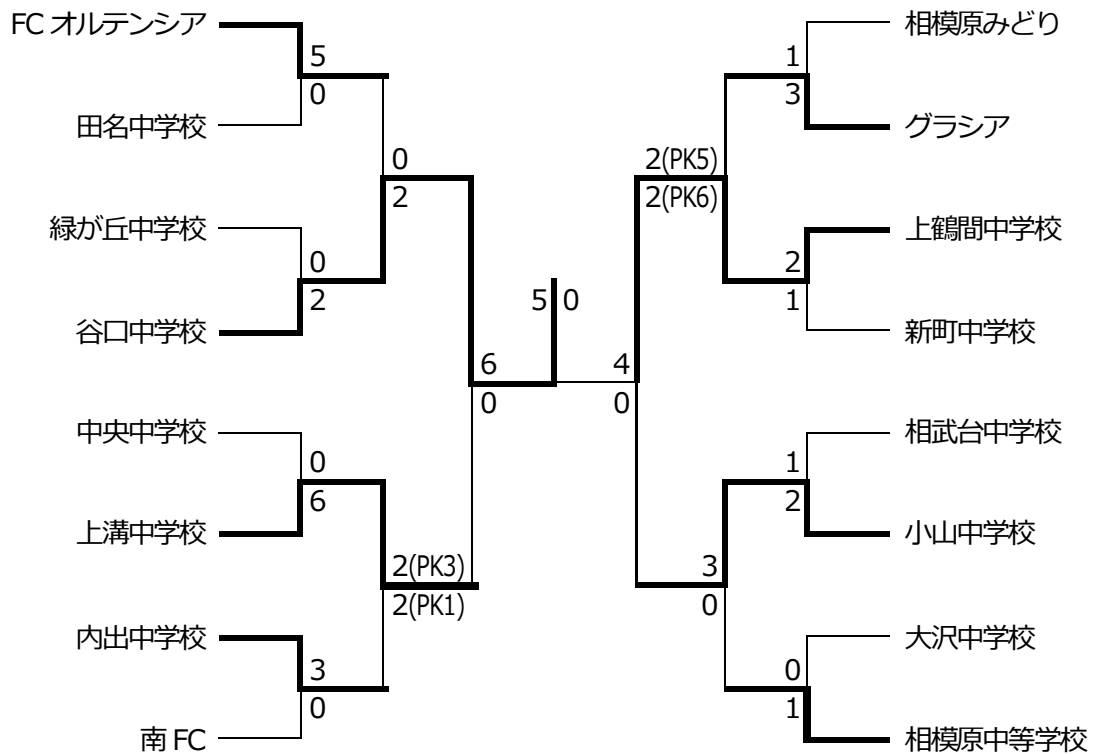 FC オルテンシア
5
0
田名中学校
0
2
緑が丘中学校
0
2
谷口中学校
6
0
中央中学校
0
6
上溝中学校
2(PK3)
2(PK1)
内出中学校
3
0
南 FC
5 0
相模原みどり
1
3
グラシア
2(PK5)
2(PK6)
上鶴間中学校
2
1
新町中学校
4
0
相武台中学校
1
2
小山中学校
3
0
大沢中学校
0
1
相模原中等学校